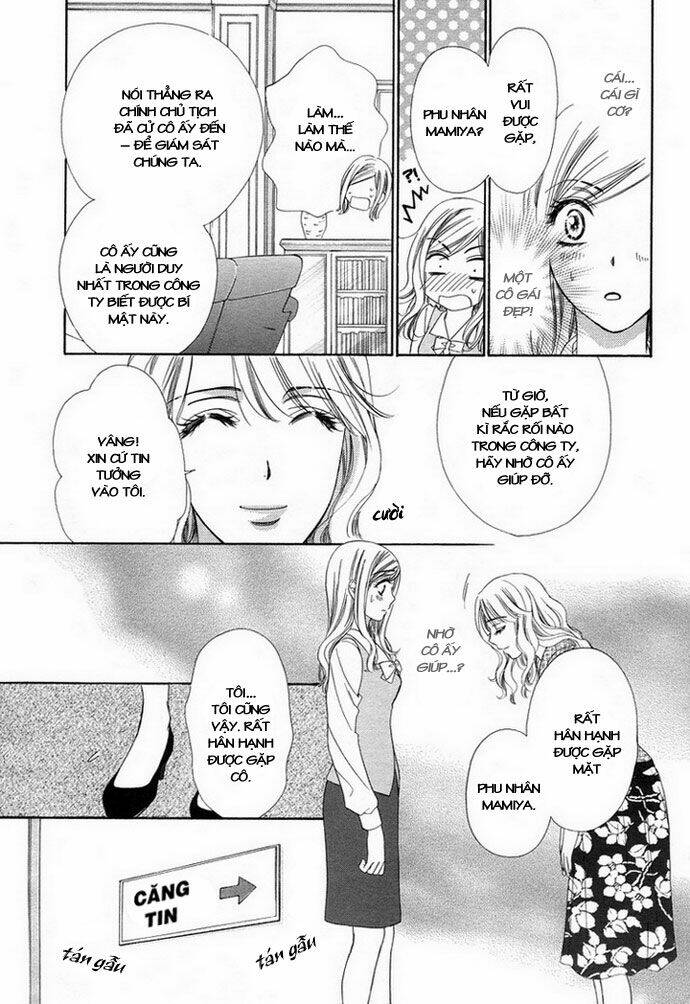 CÁI...
CÁI GÌ
CƠ?
RẤT
VUI
ĐƯỢC
GẶP,
PHU NHÂN
MAMIYA?
?!
MỘT
CÔ GÁI
ĐẸP!
LÀM...
LÀM THẾ
NÀO MÀ...
NÓI THẲNG RA
CHÍNH CHỦ TỊCH
ĐÃ CỬ CÔ ẤY ĐẾN
– ĐỂ GIÁM SÁT
CHÚNG TA.
CÔ ẤY CŨNG
LÀ NGƯỜI DUY
NHẤT TRONG CÔNG
TY BIẾT ĐƯỢC BÍ
MẬT NÀY.
TỪ GIỜ,
NẾU GẶP BẤT
KÌ RẮC RỐI NÀO
TRONG CÔNG TY,
HÃY NHỜ CÔ ẤY
GIÚP ĐỠ.
cười
VÂNG!
XIN CỨ TIN
TƯỞNG
VÀO TÔI.
NHỜ
CÔ ẤY
GIÚP...?
RẤT
HÂN HẠNH
ĐƯỢC GẶP
MẶT
PHU NHÂN
MAMIYA.
TÔI...
TÔI CŨNG
VẬY. RẤT
HÂN HẠNH
ĐƯỢC GẶP
CÔ.
CĂNG
TIN
tán gẫu
tán gẫu